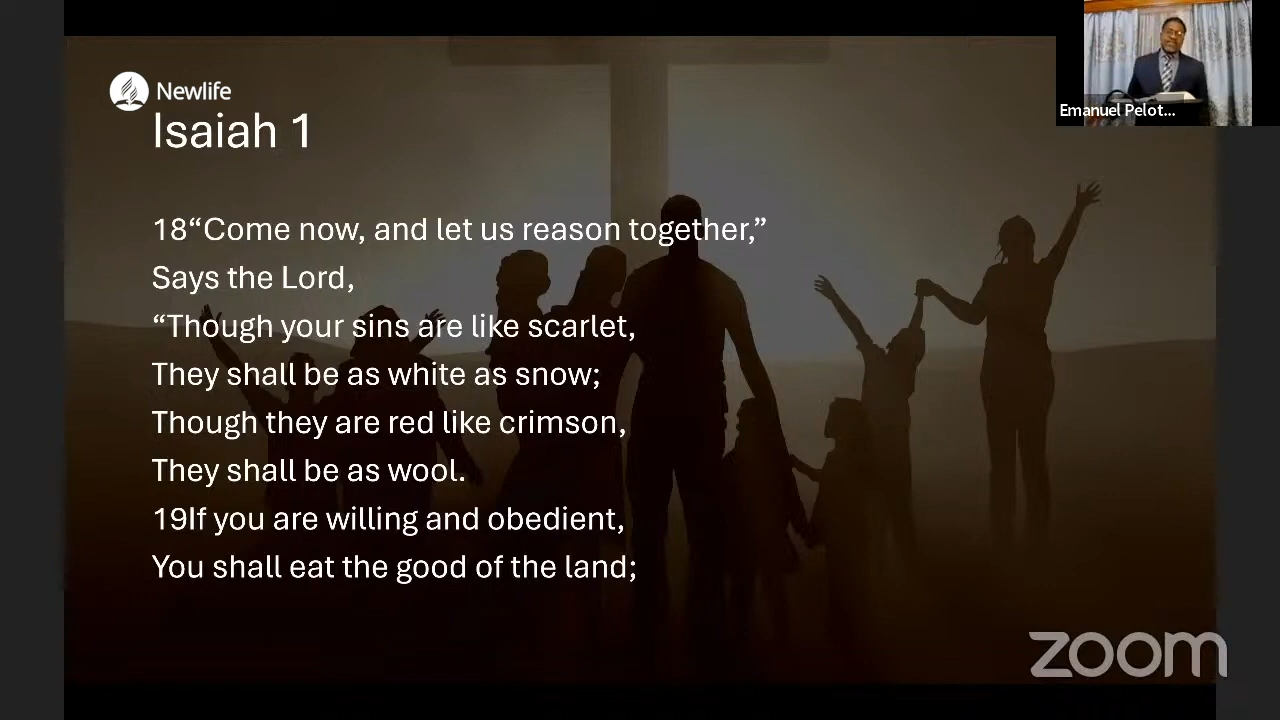 Newlife
Isaiah 1
18“Come now, and let us reason together,”
Says the Lord,
“Though your sins are like scarlet,
They shall be as white as snow;
Though they are red like crimson,
They shall be as wool.
19If you are willing and obedient,
You shall eat the good of the land;
Emanuel Pelot...
zoom